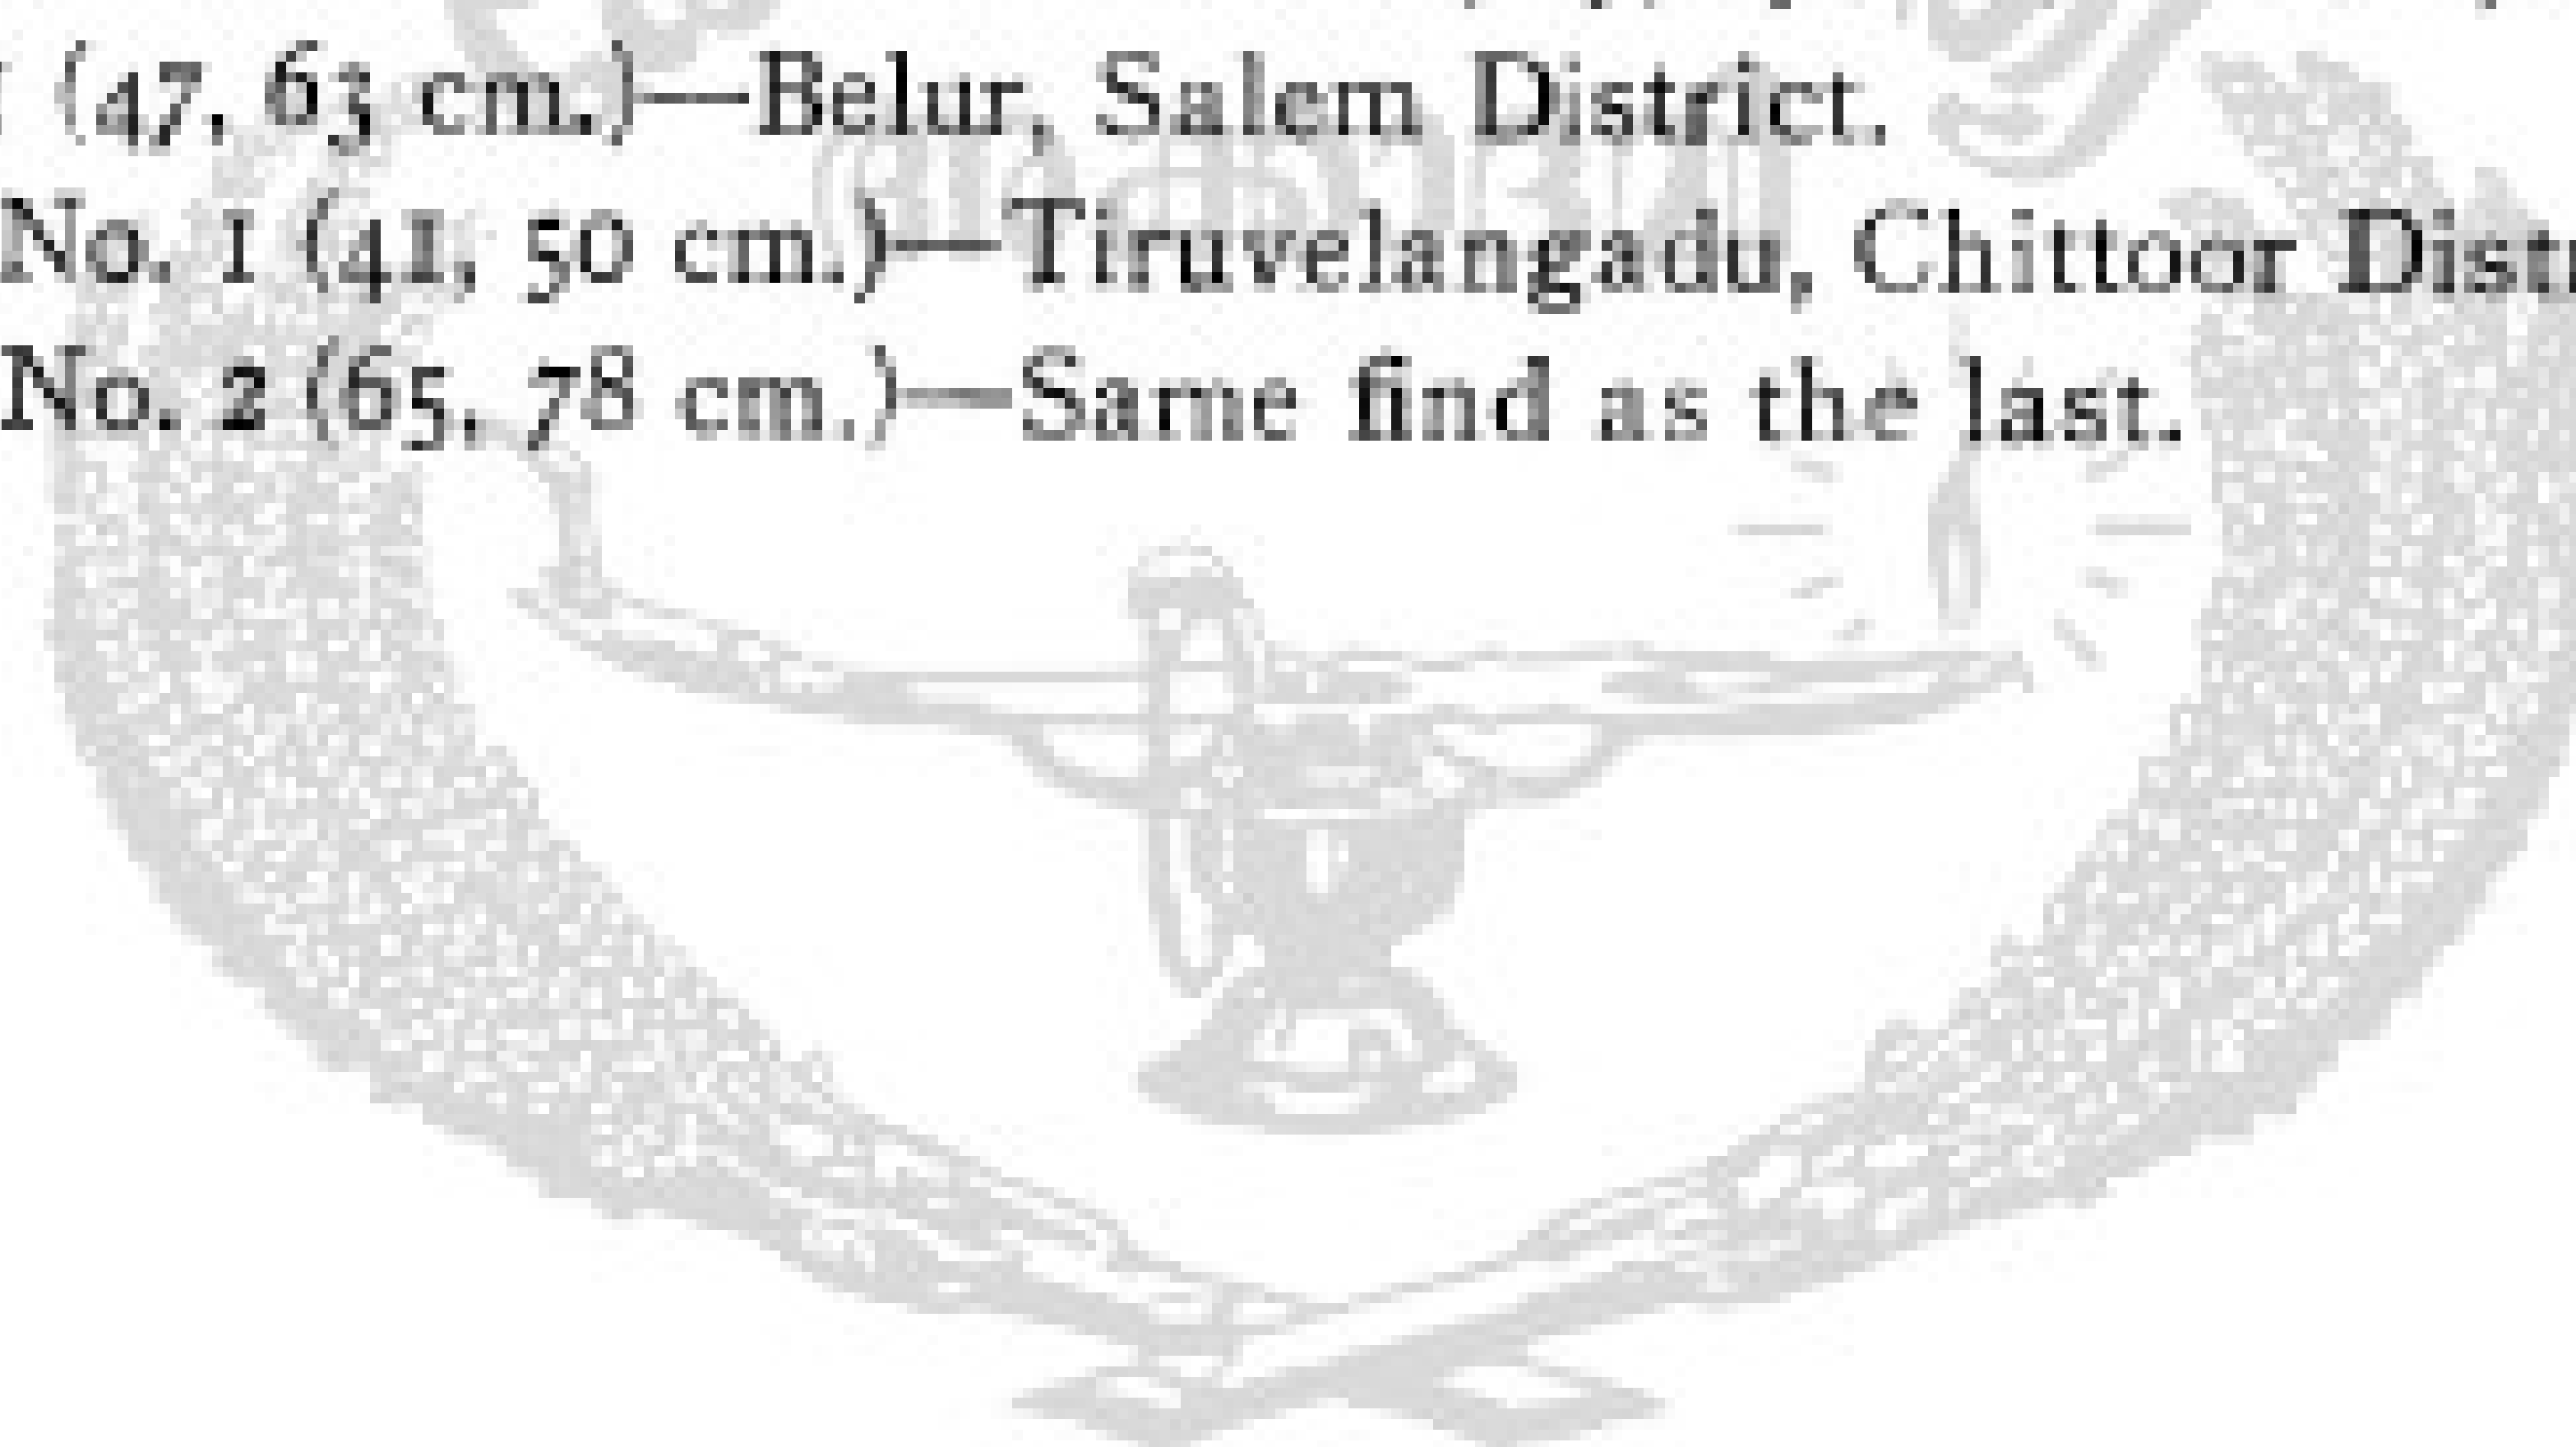 (47, 63 cm.)—Belur, Salem District.
No. 1 (41, 50 cm.)—Tiruvelangadu, Chittoor
No. 2 (65, 78 cm.)—Same find as the last.